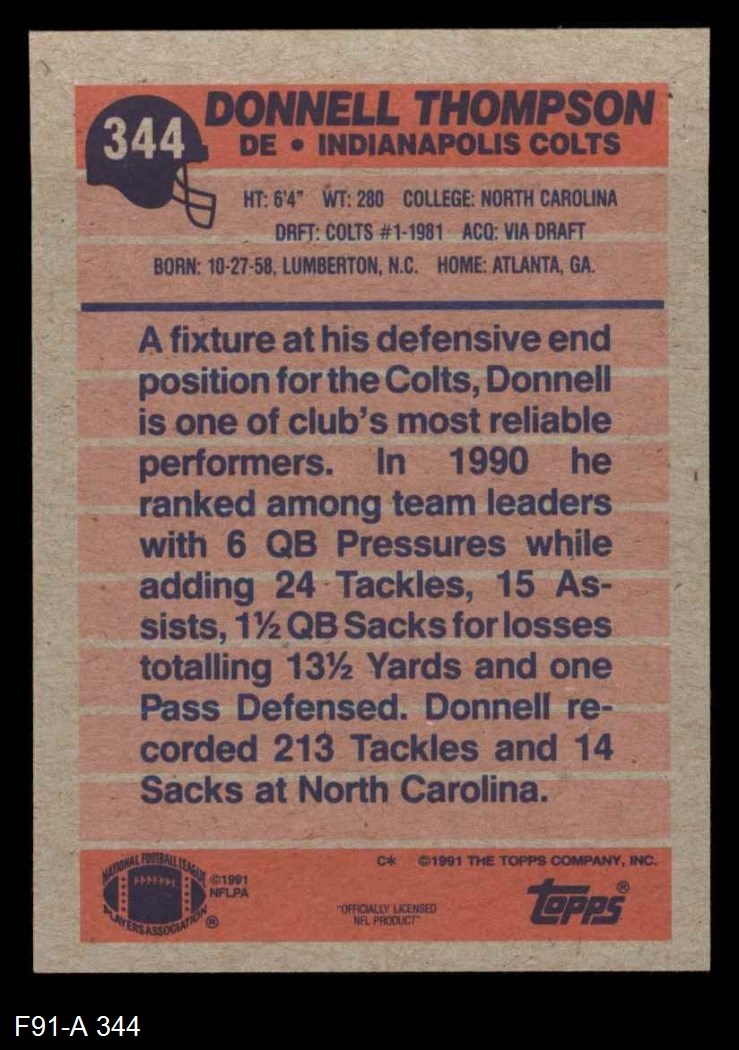 344
DONNELL THOMPSON
DE • INDIANAPOLIS COLTS
HT: 6'4" WT: 280 COLLEGE: NORTH CAROLINA
DRFT: COLTS #1-1981 ACQ: VIA DRAFT
BORN: 10-27-58, LUMBERTON, N.C. HOME: ATLANTA, GA.
A fixture at his defensive end
position for the Colts, Donnell
is one of club's most reliable
performers. In 1990 he
ranked among team leaders
with 6 QB Pressures while
adding 24 Tackles, 15 As-
sists, 1½ QB Sacks for losses
totalling 13½ Yards and one
Pass Defensed. Donnell re-
corded 213 Tackles and 14
Sacks at North Carolina.
NATIONAL FOOTBALL LEAGUE
PLAYERS ASSOCIATION ®
©1991
NFLPA
C* ©1991 THE TOPPS COMPANY, INC.
"OFFICIALLY LICENSED
NFL PRODUCT"
topps®
F91-A 344